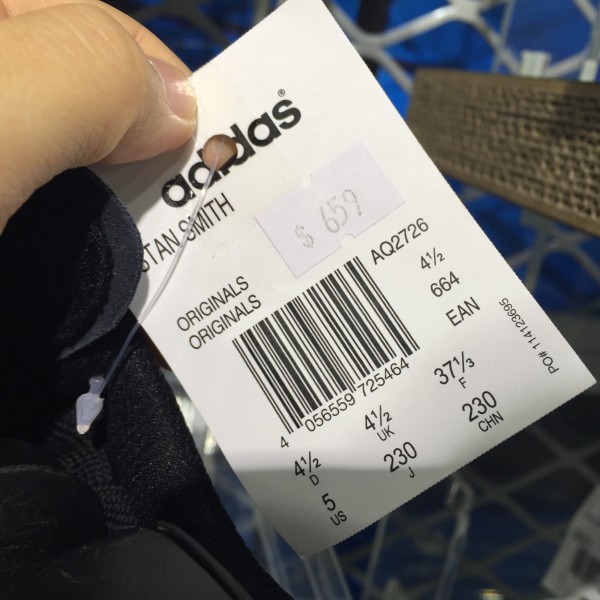 adidas®
STAN SMITH
$ 659
AQ2726
ORIGINALS
ORIGINALS
4½
664
EAN
4 056559 725464
PO# 114123695
4½
D
4½
UK
37⅓
F
5
US
230
J
230
CHN